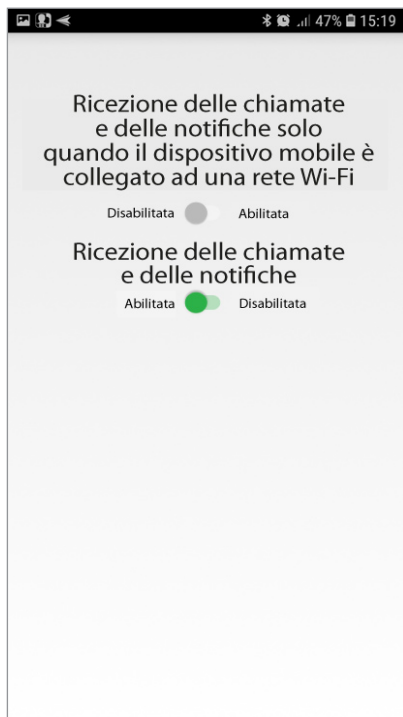 47% 15:19
Ricezione delle chiamate
e delle notifiche solo
quando il dispositivo mobile è
collegato ad una rete Wi-Fi
Disabilitata Abilitata
Ricezione delle chiamate
e delle notifiche
Abilitata Disabilitata